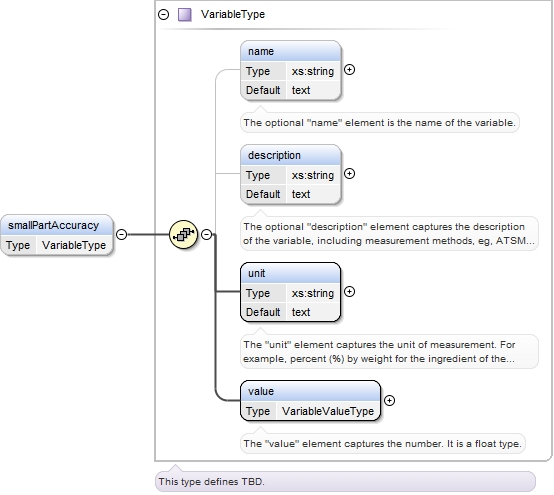 VariableType
name
Type xs:string
Default text
The optional "name" element is the name of the variable.
description
Type xs:string
Default text
The optional "description" element captures the description
of the variable, including measurement methods, eg, ATSM...
smallPartAccuracy
Type VariableType
unit
Type xs:string
Default text
The "unit" element captures the unit of measurement. For
example, percent (%) by weight for the ingredient of the...
value
Type VariableValueType
The "value" element captures the number. It is a float type.
This type defines TBD.